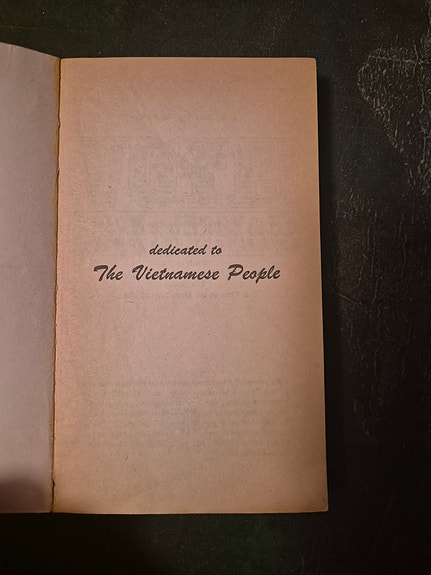 dedicated to
The Vietnamese People